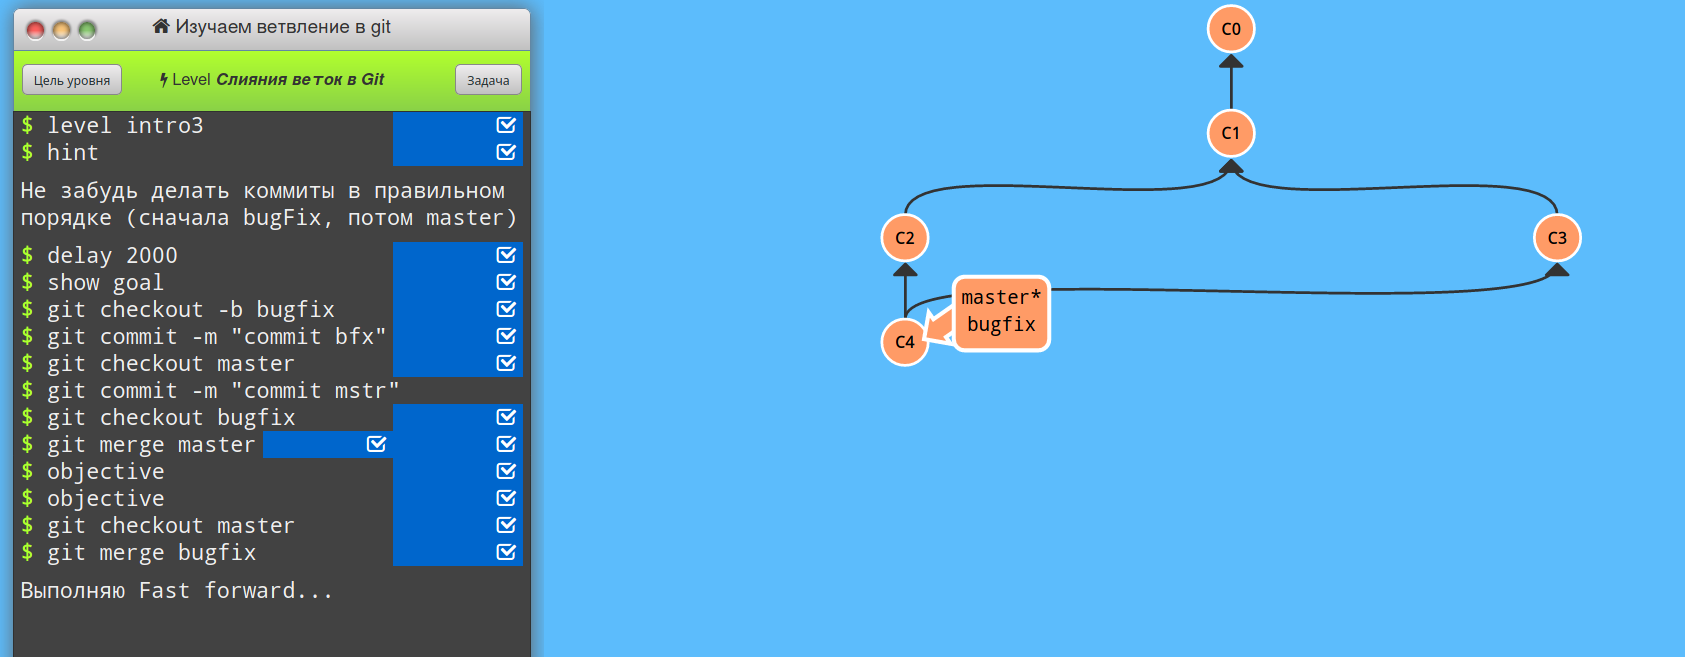 Изучаем ветвление в git
Цель уровня
Level Слияния веток в Git
Задача
$ level intro3
$ hint
Не забудь делать коммиты в правильном
порядке (сначала bugFix, потом master)
$ delay 2000
$ show goal
$ git checkout -b bugfix
$ git commit -m "commit bfx"
$ git checkout master
$ git commit -m "commit mstr"
$ git checkout bugfix
$ git merge master
$ objective
$ objective
$ git checkout master
$ git merge bugfix
Выполняю Fast forward...
C0
C1
C2
C3
master*
bugfix
C4